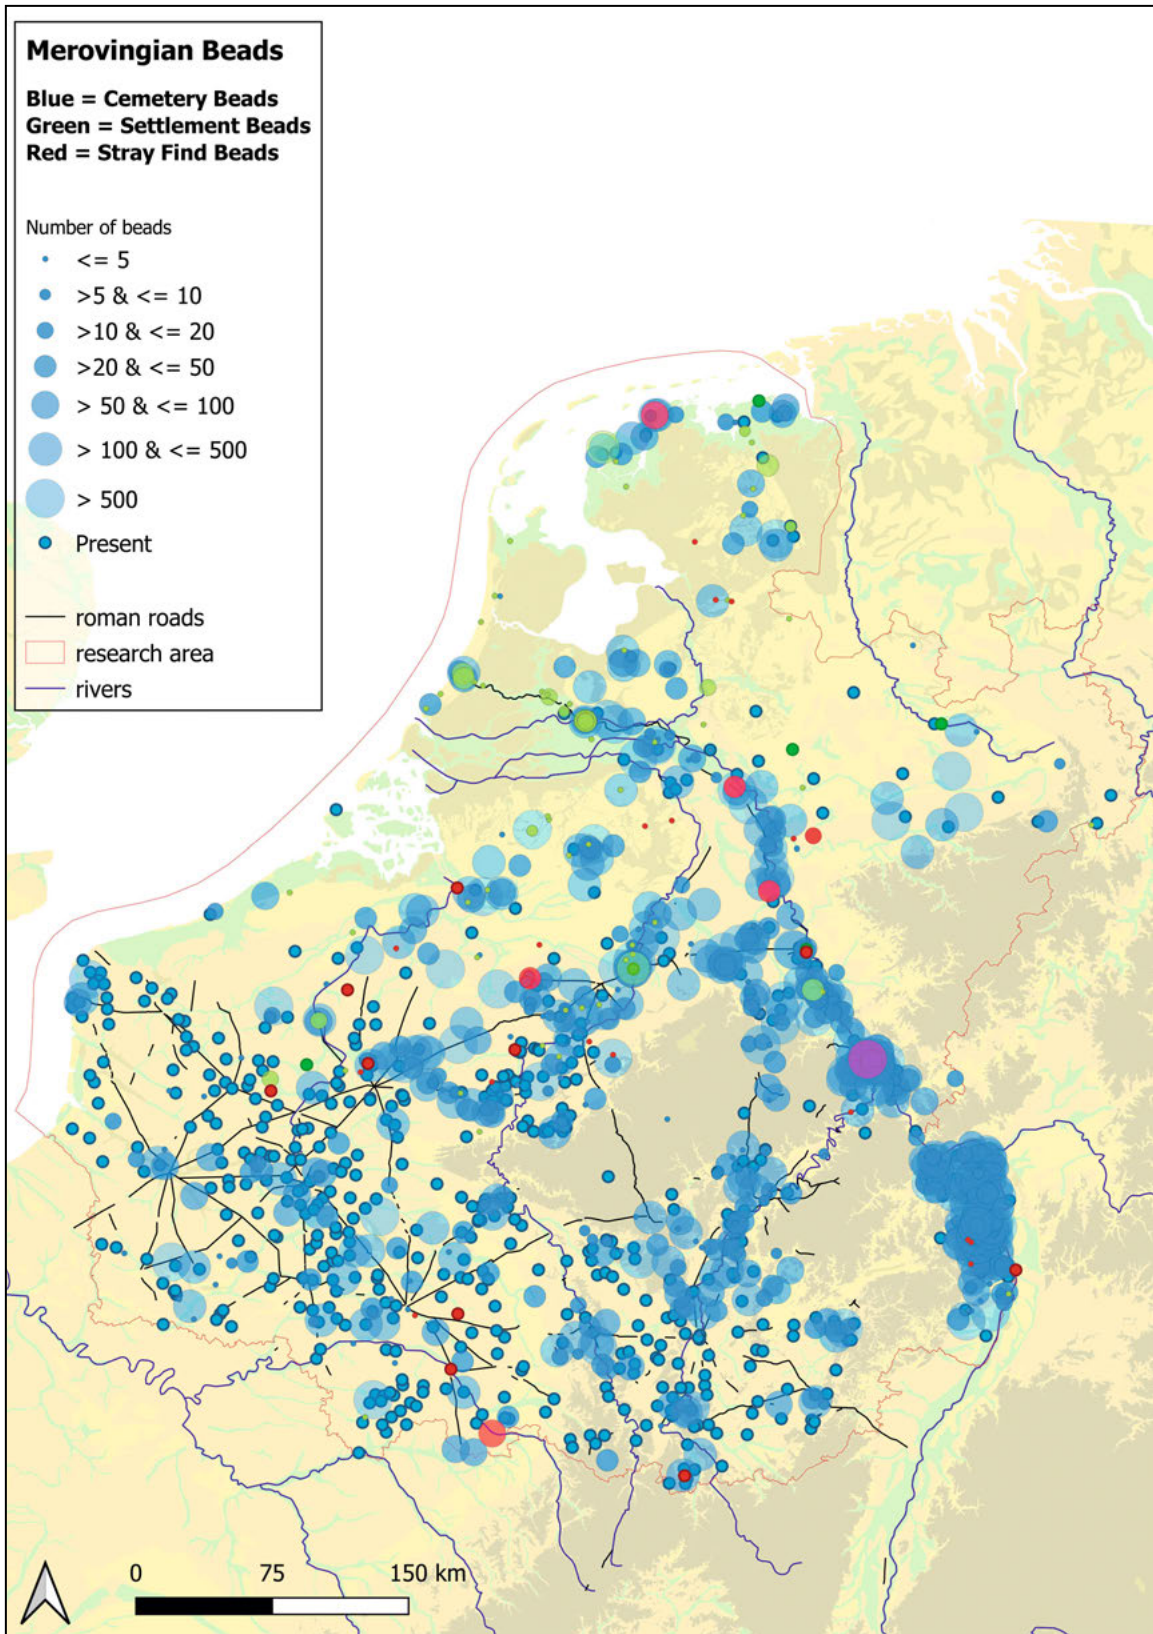 Merovingian Beads
Blue = Cemetery Beads
Green = Settlement Beads
Red = Stray Find Beads
Number of beads
<= 5
>5 & <= 10
>10 & <= 20
>20 & <= 50
> 50 & <= 100
> 100 & <= 500
> 500
Present
roman roads
research area
rivers
0 75 150 km